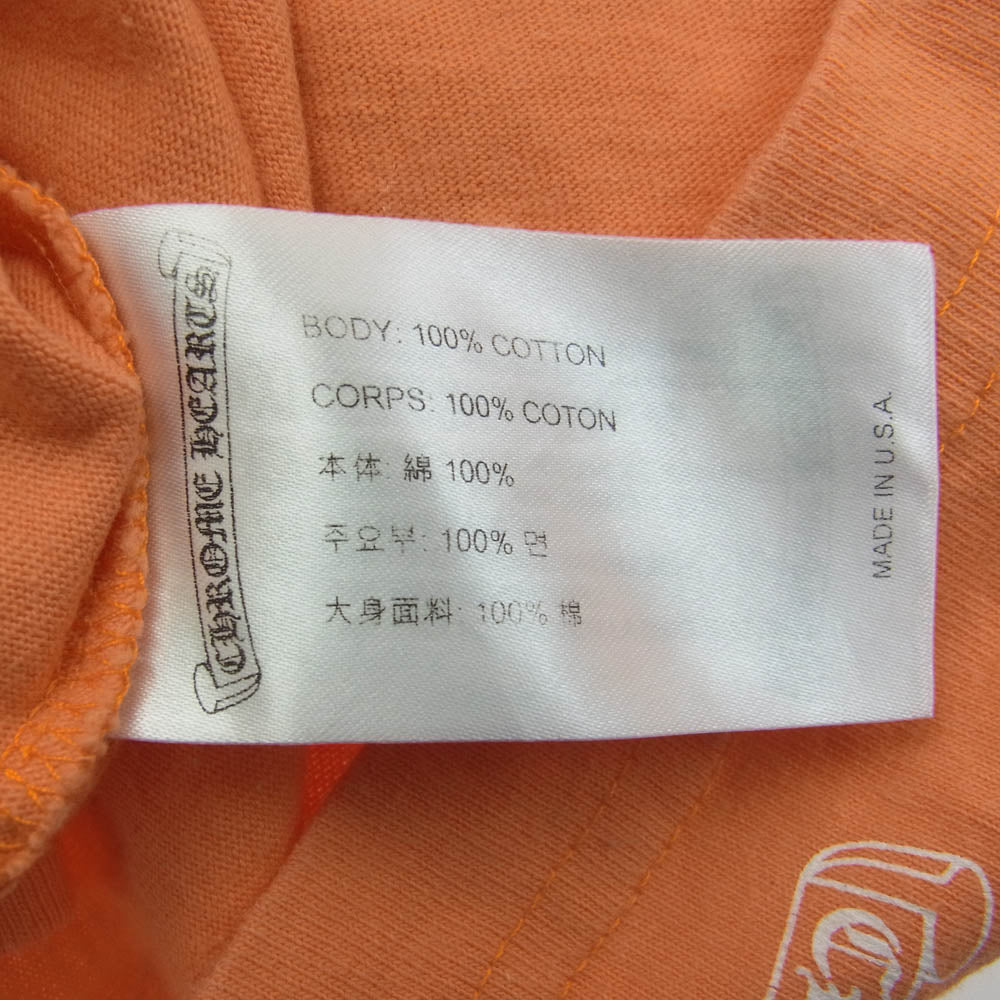 CHROME HEARTS
BODY: 100% COTTON
CORPS: 100% COTON
本体: 綿 100%
주요부: 100% 면
大身面料: 100% 棉
MADE IN U.S.A.